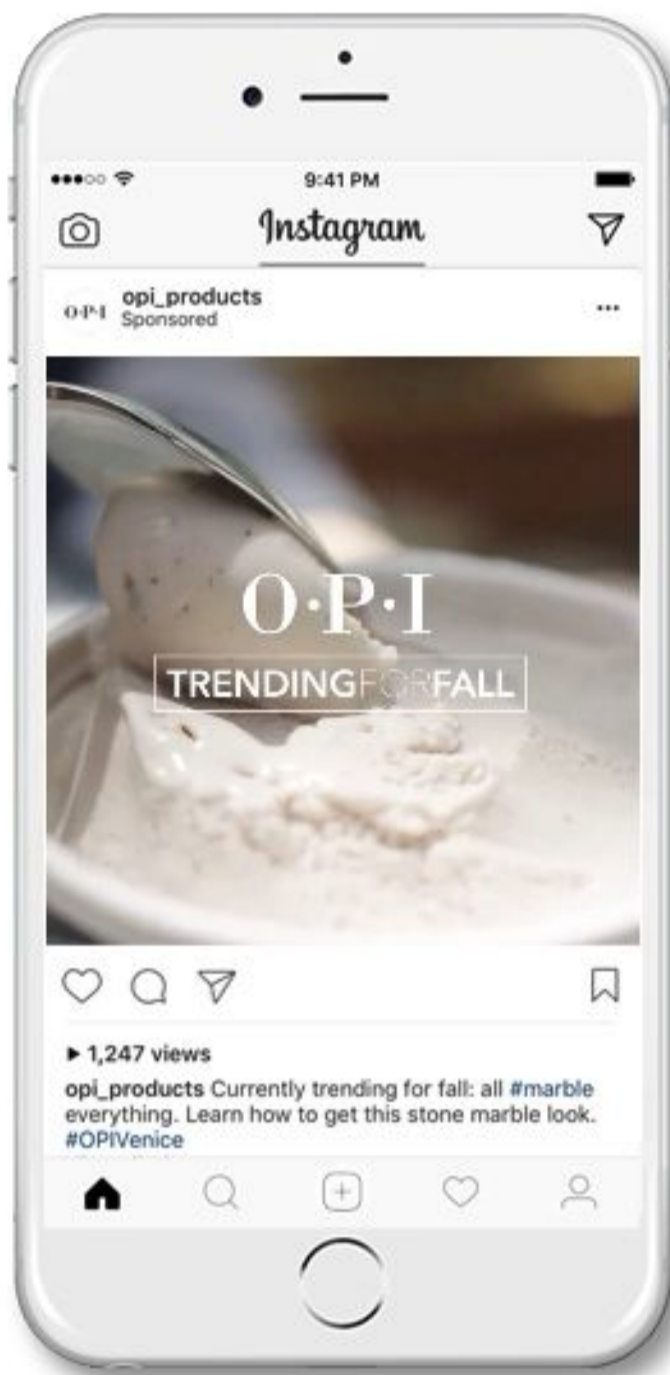 9:41 PM
Instagram
O·P·I
opi_products
Sponsored
O·P·I
TRENDINGFORFALL
▶ 1,247 views
opi_products Currently trending for fall: all #marble
everything. Learn how to get this stone marble look.
#OPIVenice